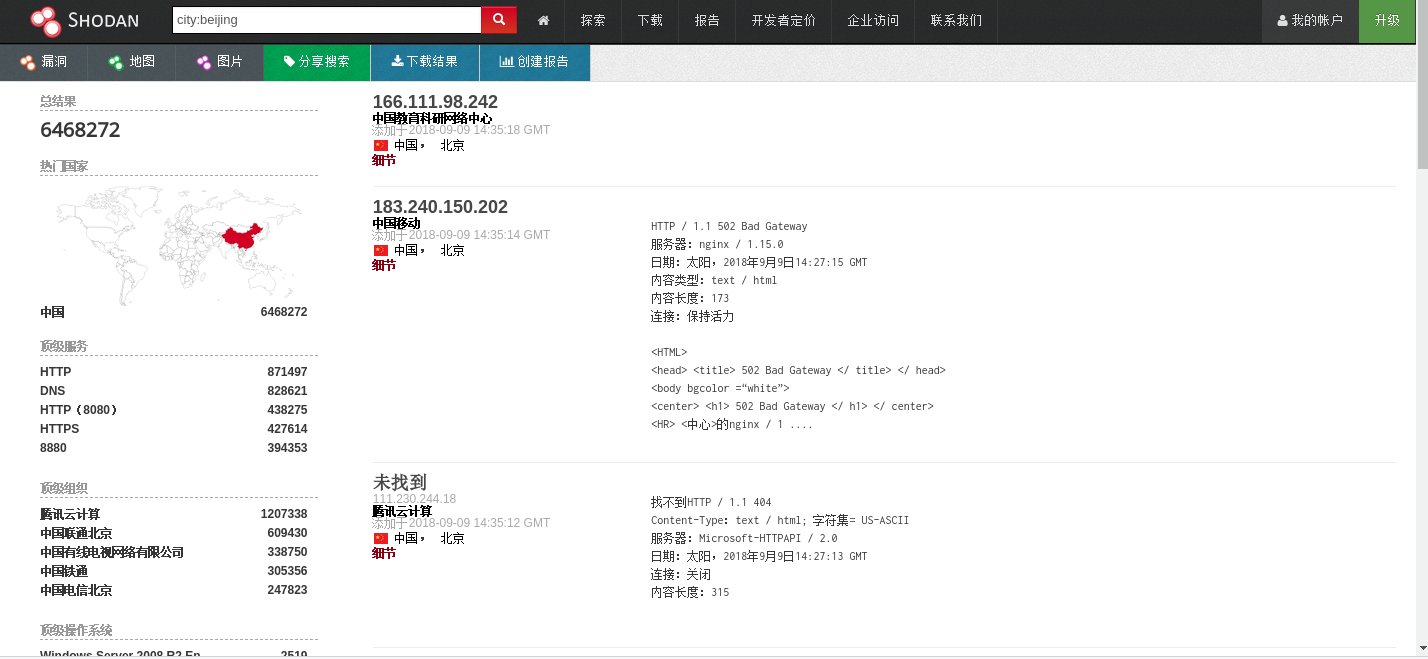 SHODAN
city:beijing
探索
下载
报告
开发者定价
企业访问
联系我们
我的帐户
升级
漏洞
地图
图片
分享搜索
下载结果
创建报告
总结果
6468272
热门国家
中国 6468272
顶级服务
HTTP 871497
DNS 828621
HTTP（8080） 438275
HTTPS 427614
8880 394353
顶级组织
腾讯云计算 1207338
中国联通北京 609430
中国有线电视网络有限公司 338750
中国铁通 305356
中国电信北京 247823
顶级操作系统
Windows Server 2008 R2 En 2519
166.111.98.242
中国教育科研网络中心
添加于2018-09-09 14:35:18 GMT
中国， 北京
细节
183.240.150.202
中国移动
添加于2018-09-09 14:35:14 GMT
中国， 北京
细节
HTTP / 1.1 502 Bad Gateway
服务器：nginx / 1.15.0
日期：太阳，2018年9月9日14:27:15 GMT
内容类型：text / html
内容长度：173
连接：保持活力
<HTML>
<head> <title> 502 Bad Gateway </ title> </ head>
<body bgcolor =“white”>
<center> <h1> 502 Bad Gateway </ h1> </ center>
<HR> <中心>的nginx / 1 ....
未找到
111.230.244.18
腾讯云计算
添加于2018-09-09 14:35:12 GMT
中国， 北京
细节
找不到HTTP / 1.1 404
Content-Type：text / html; 字符集= US-ASCII
服务器：Microsoft-HTTPAPI / 2.0
日期：太阳，2018年9月9日14:27:13 GMT
连接：关闭
内容长度：315